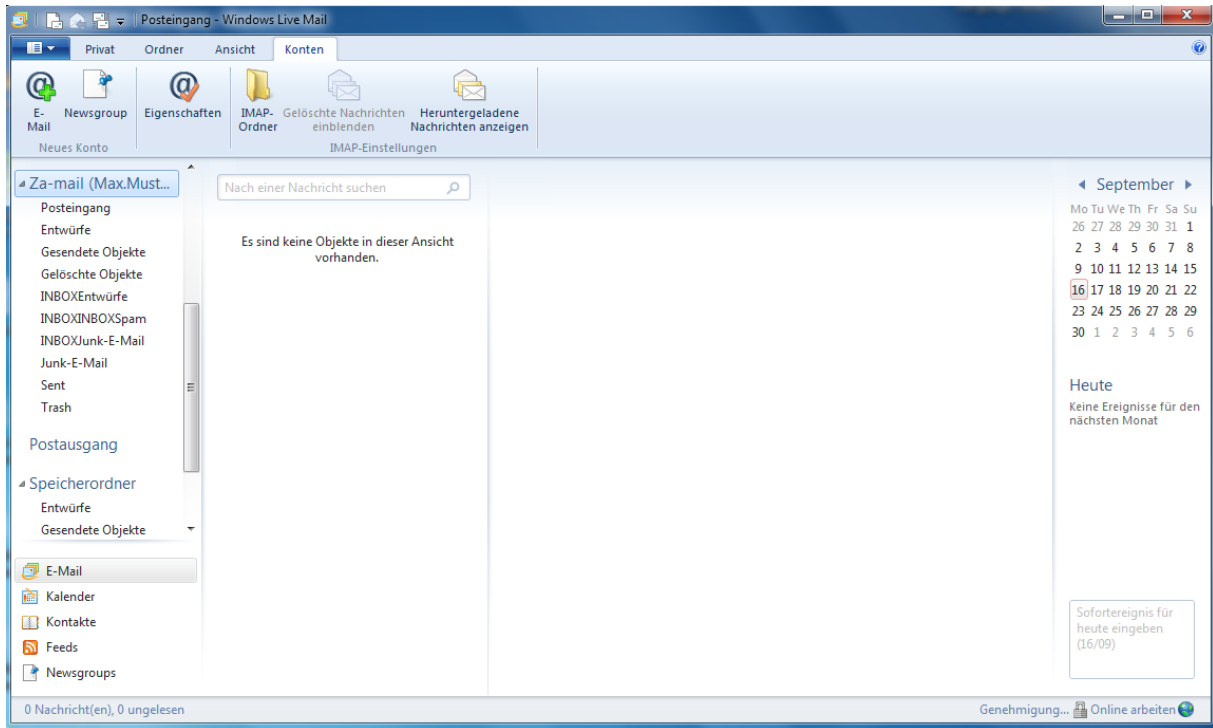 Posteingang - Windows Live Mail
Privat Ordner Ansicht Konten
E-Mail
Newsgroup
Eigenschaften
IMAP-Ordner
Gelöschte Nachrichten einblenden
Heruntergeladene Nachrichten anzeigen
Neues Konto
IMAP-Einstellungen
Za-mail (Max.Must...
Posteingang
Entwürfe
Gesendete Objekte
Gelöschte Objekte
INBOXEntwürfe
INBOXINBOXSpam
INBOXJunk-E-Mail
Junk-E-Mail
Sent
Trash
Postausgang
Speicherordner
Entwürfe
Gesendete Objekte
E-Mail
Kalender
Kontakte
Feeds
Newsgroups
Nach einer Nachricht suchen
Es sind keine Objekte in dieser Ansicht
vorhanden.
September
Mo Tu We Th Fr Sa Su
26 27 28 29 30 31 1
2 3 4 5 6 7 8
9 10 11 12 13 14 15
16 17 18 19 20 21 22
23 24 25 26 27 28 29
30 1 2 3 4 5 6
Heute
Keine Ereignisse für den
nächsten Monat
Sofortereignis für
heute eingeben
(16/09)
0 Nachricht(en), 0 ungelesen
Genehmigung... Online arbeiten